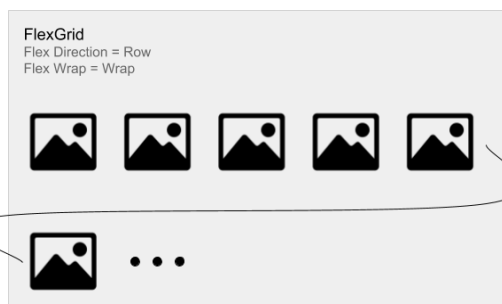 FlexGrid
Flex Direction = Row
Flex Wrap = Wrap